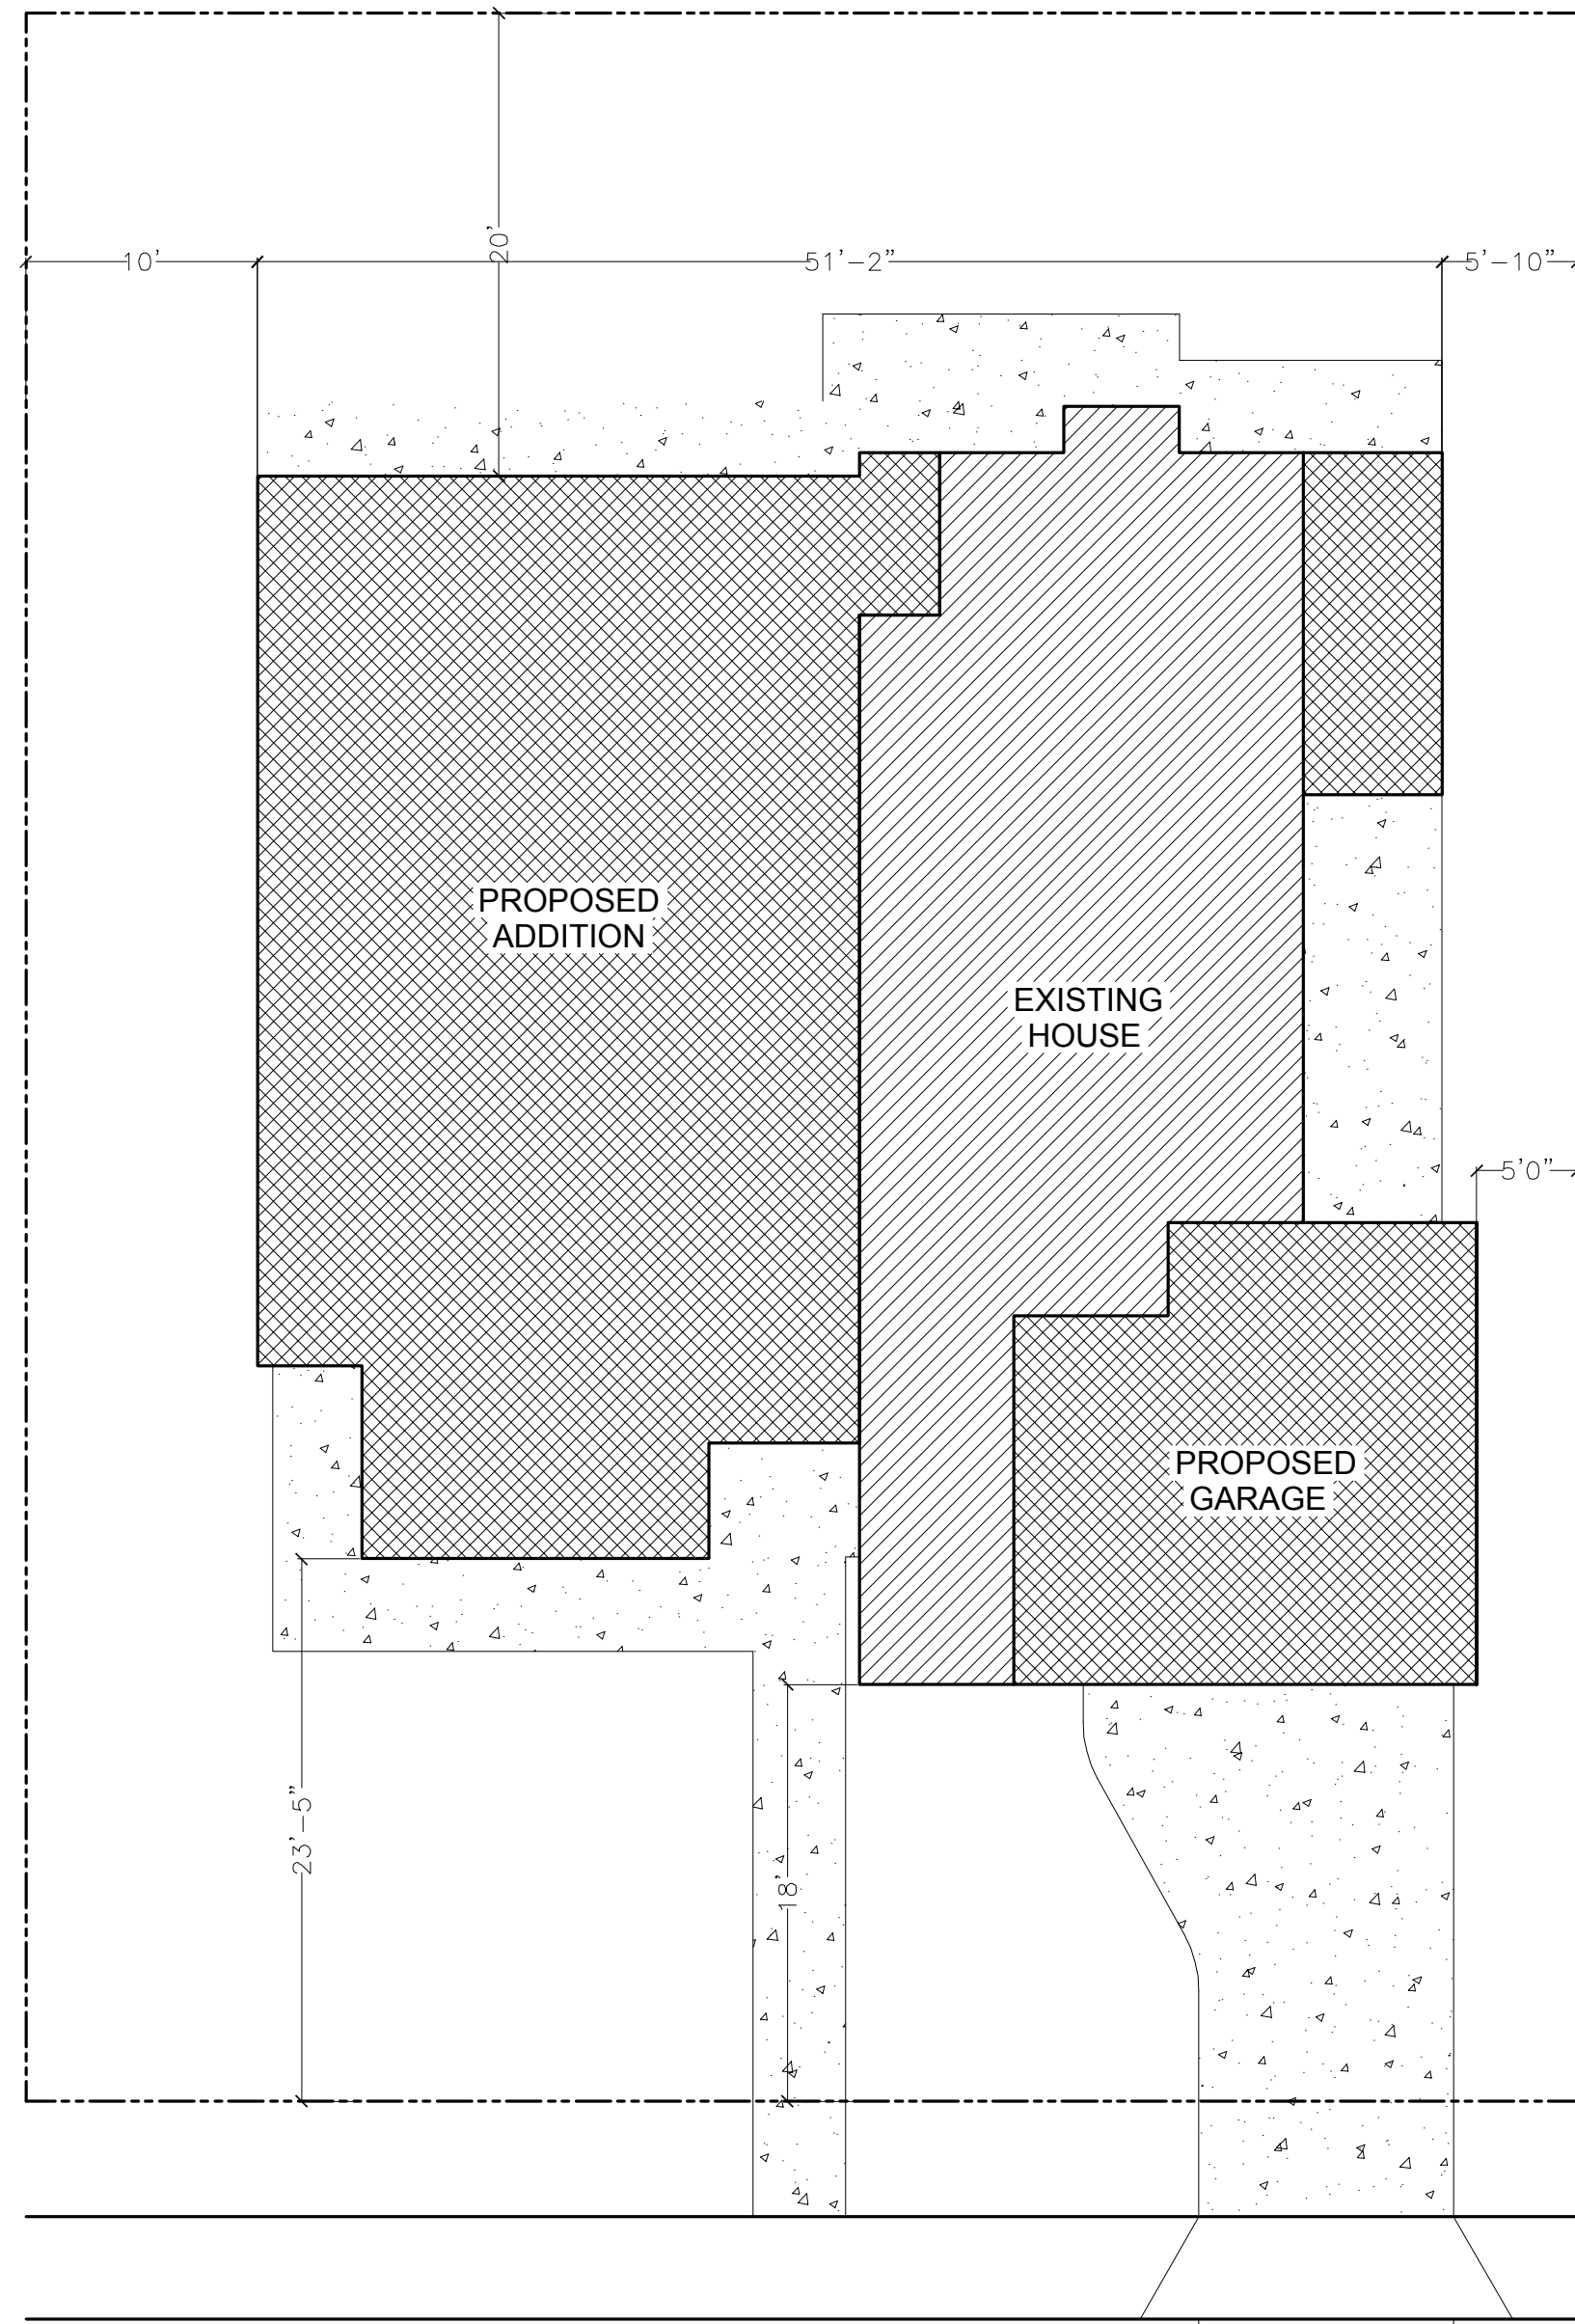 20'
10'
51'-2"
5'-10"
PROPOSED
ADDITION
EXISTING
HOUSE
5'0"
PROPOSED
GARAGE
23'-5"
18'